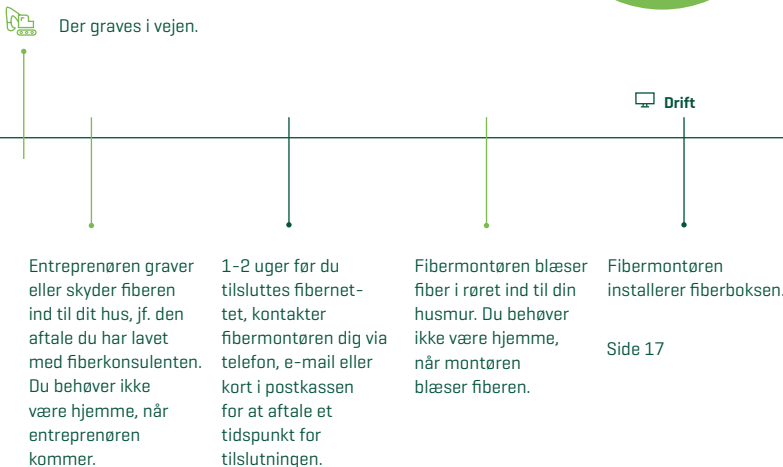 Der graves i vejen.
Drift
Entreprenøren graver
eller skyder fiberen
ind til dit hus, jf. den
aftale du har lavet
med fiberkonsulenten.
Du behøver ikke
være hjemme, når
entreprenøren
kommer.
1-2 uger før du
tilsluttes fibernet-
tet, kontakter
fibermontøren dig via
telefon, e-mail eller
kort i postkassen
for at aftale et
tidspunkt for
tilslutningen.
Fibermontøren blæser
fiber i røret ind til din
husmur. Du behøver
ikke være hjemme,
når montøren
blæser fiberen.
Fibermontøren
installerer fiberboksen.
Side 17